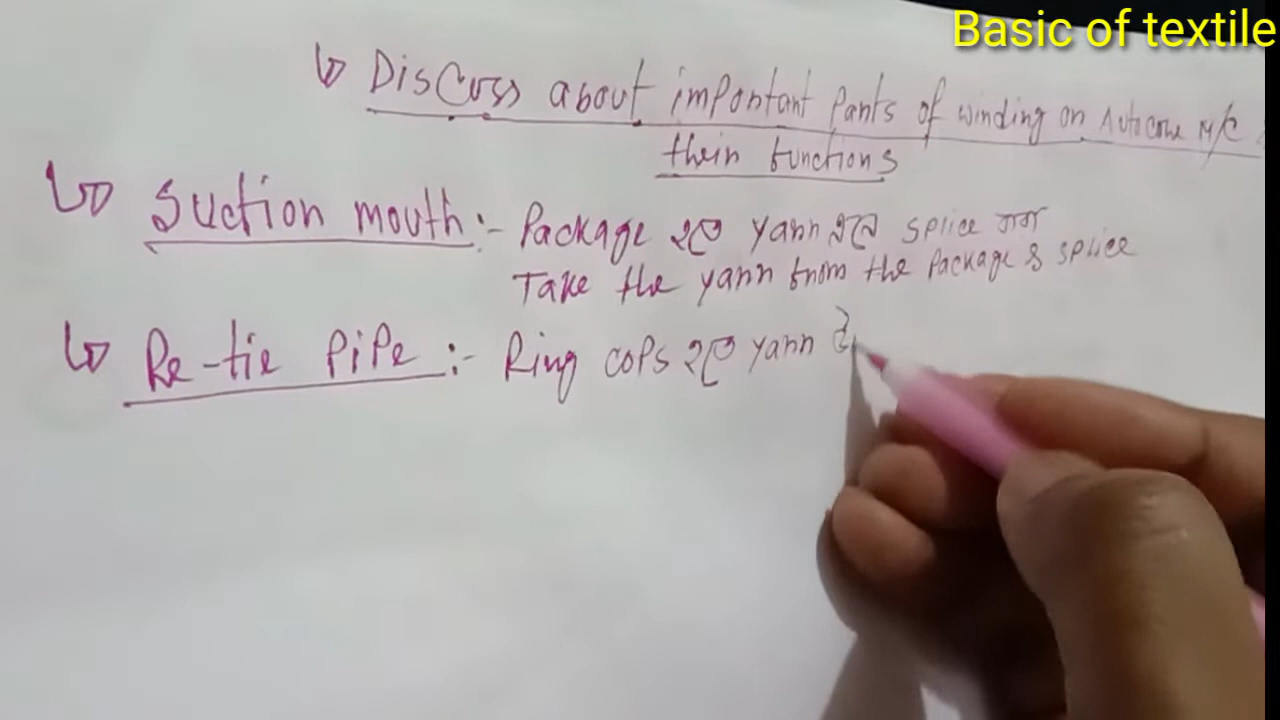 Basic of textile
Discuss about important parts of winding on Autocone M/C &
their functions
Suction mouth :- Package হতে yarn এনে splice করা
Take the yarn from the Package & splice
Re-tie PiPe :- Ring coPs হতে yarn